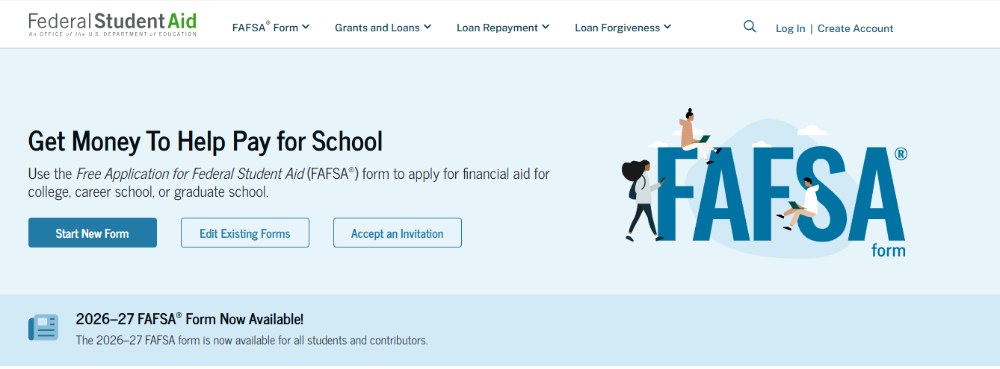 Federal Student Aid
An OFFICE of the U.S. DEPARTMENT of EDUCATION
FAFSA® Form
Grants and Loans
Loan Repayment
Loan Forgiveness
Log In | Create Account
Get Money To Help Pay for School
Use the Free Application for Federal Student Aid (FAFSA®) form to apply for financial aid for
college, career school, or graduate school.
Start New Form
Edit Existing Forms
Accept an Invitation
FAFSA®
form
2026–27 FAFSA® Form Now Available!
The 2026–27 FAFSA form is now available for all students and contributors.